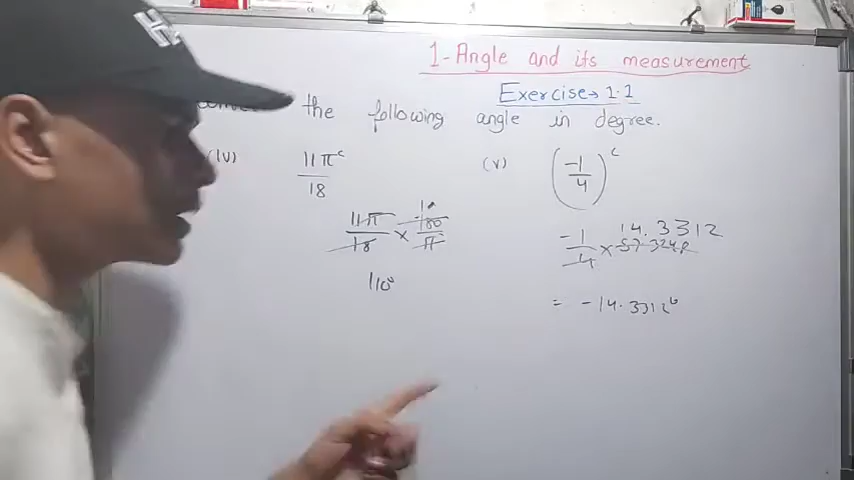 1-Angle and its measurement
Exercise→ 1.1
the following angle in degree.
(iv) 11π^c/18 (v) (-1/4)^c
11π/18 × 180/π -1/4 × 57.3248 14.3312
110° = -14.3312°